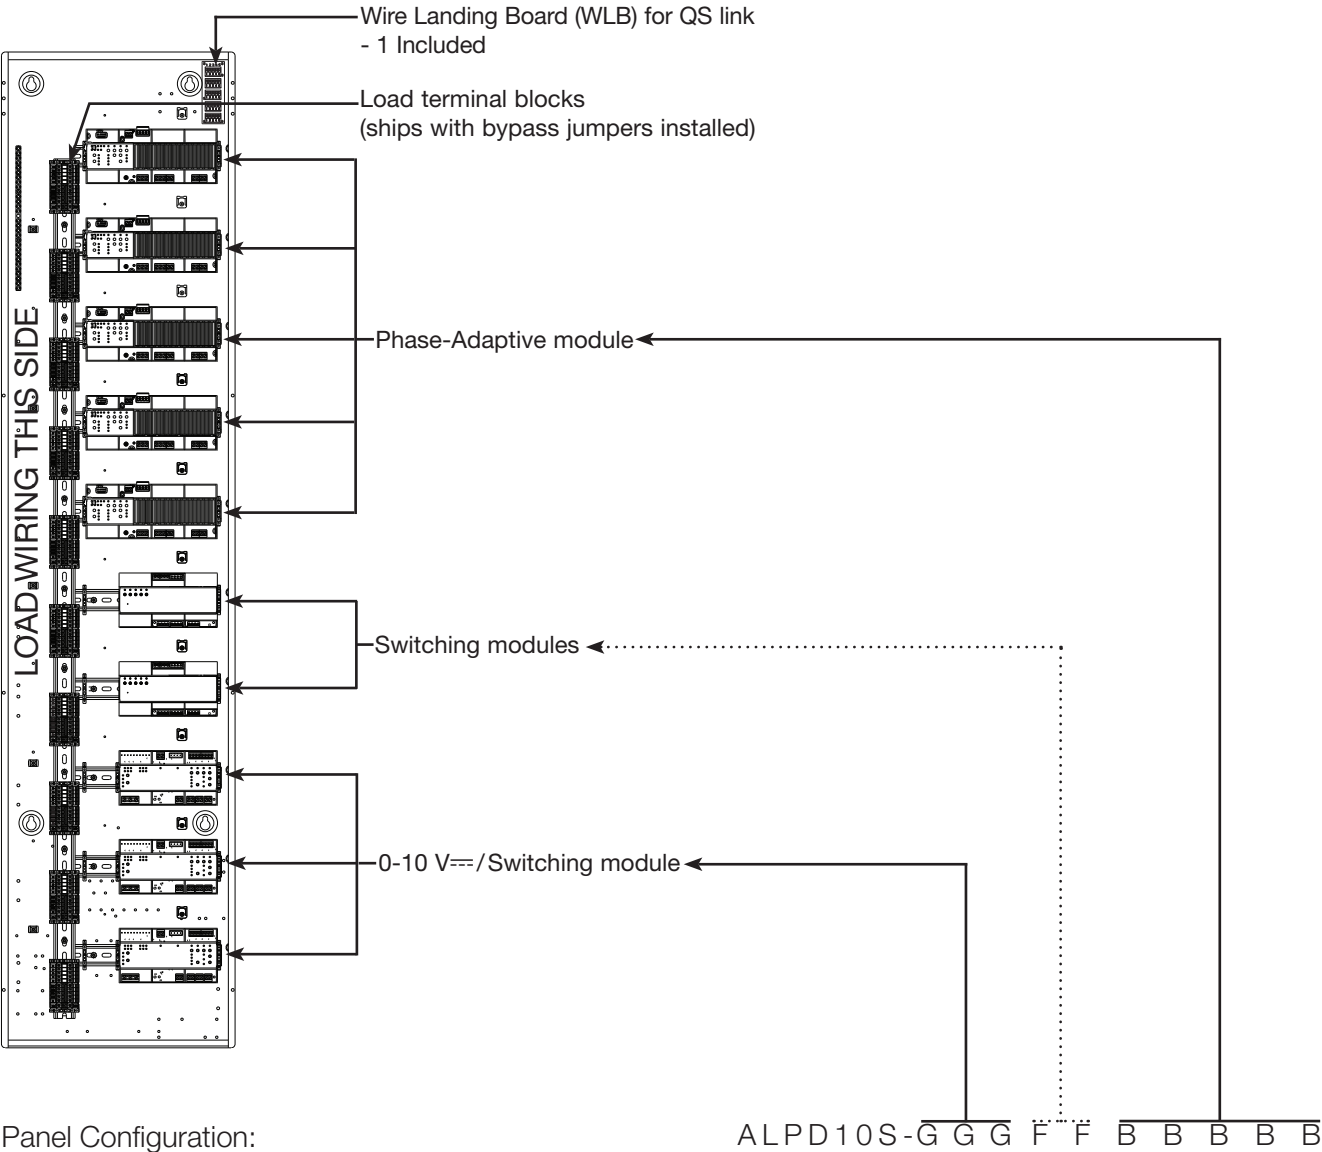 Wire Landing Board (WLB) for QS link
- 1 Included
Load terminal blocks
(ships with bypass jumpers installed)
LOAD WIRING THIS SIDE
Phase-Adaptive module
Switching modules
0-10 V⎓/Switching module
Panel Configuration:
ALPD10S-GGGFFBBBBB